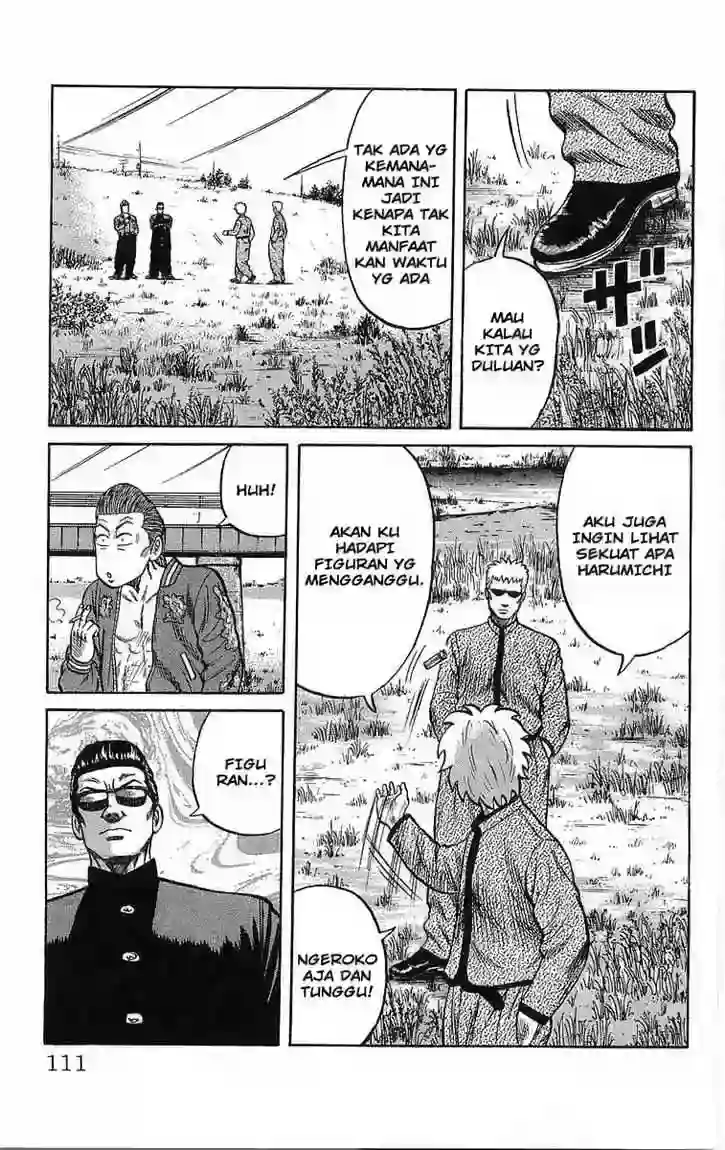 MAU
KALAU
KITA YG
DULUAN?
TAK ADA YG
KEMANA-
MANA INI
JADI
KENAPA TAK
KITA
MANFAAT
KAN WAKTU
YG ADA
AKU JUGA
INGIN LIHAT
SEKUAT APA
HARUMICHI
AKAN KU
HADAPI
FIGURAN YG
MENGGANGGU.
NGEROKO
AJA DAN
TUNGGU!
HUH!
FIGU
RAN...?
111